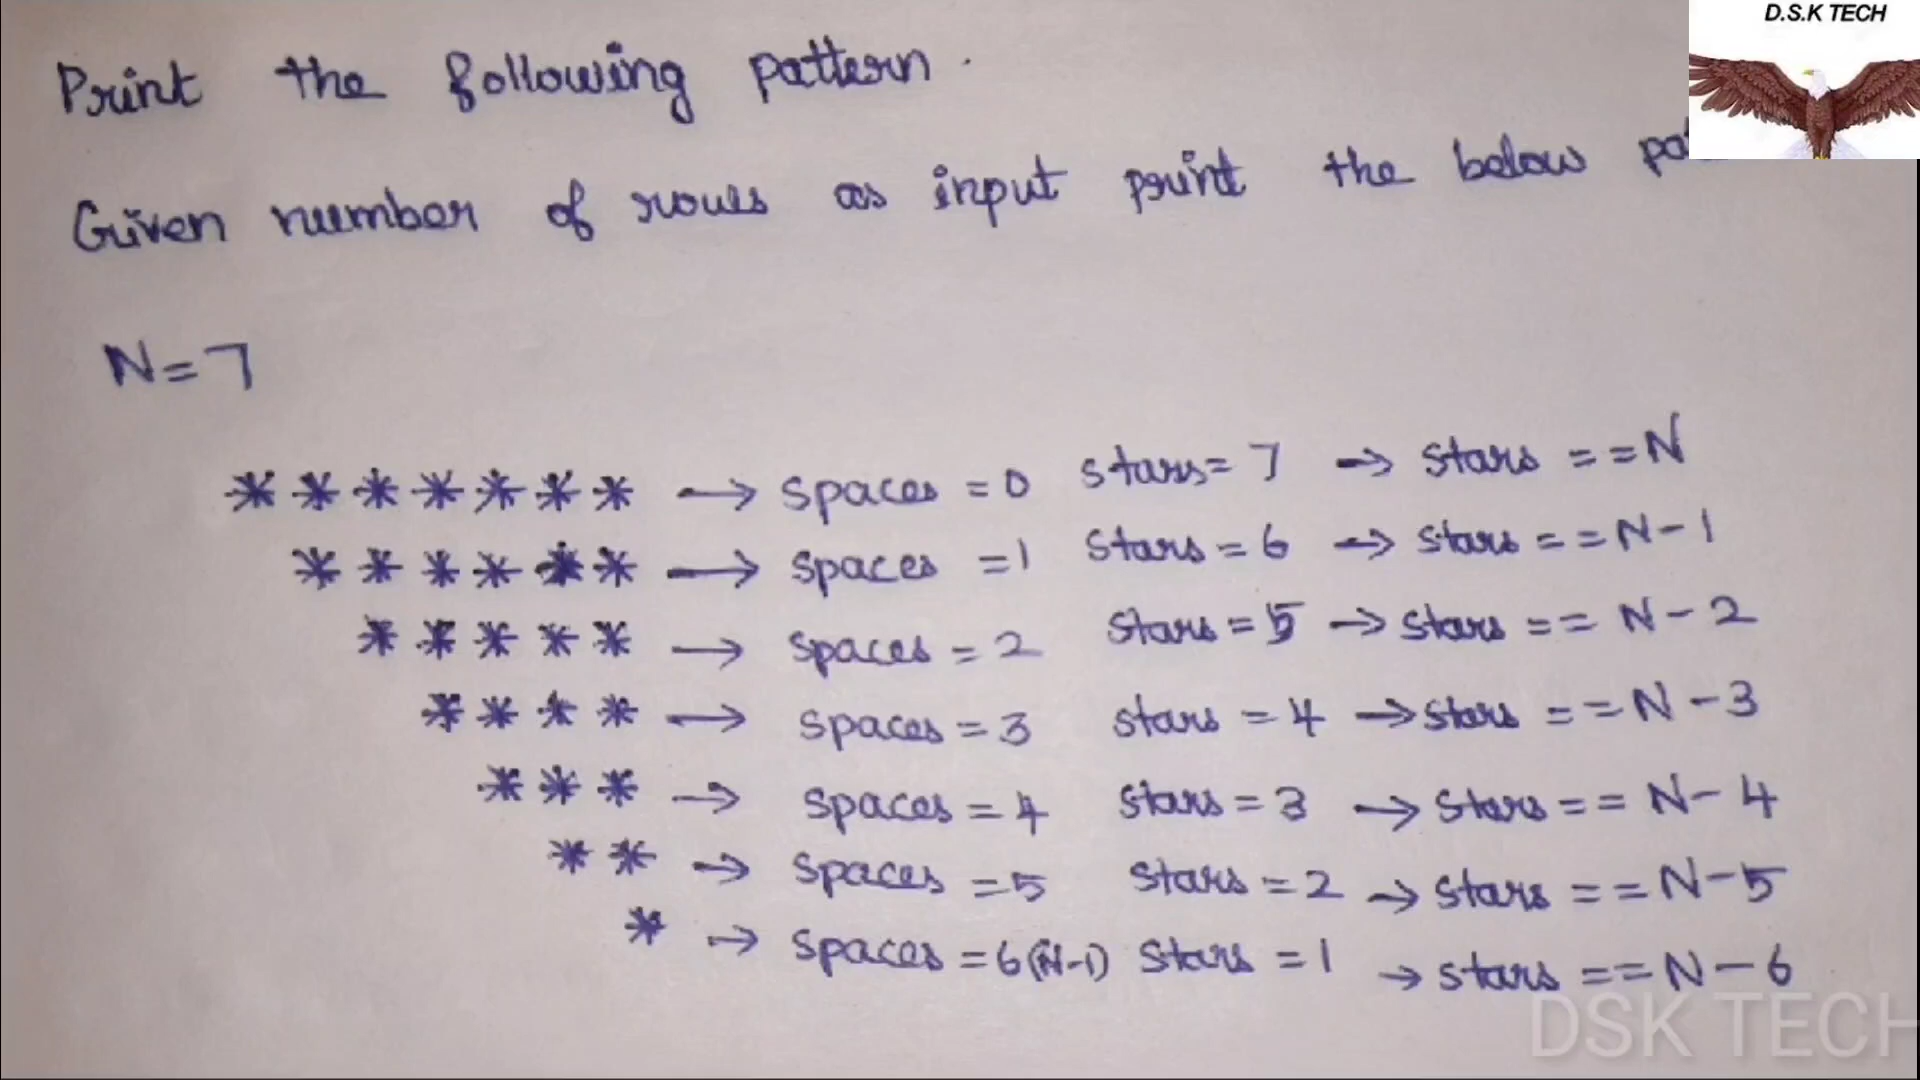 D.S.K TECH
Print the following pattern.
Given number of rows as input print the below
N=7
******* → spaces =0 stars= 7 → stars ==N
****** → spaces =1 stars = 6 → stars ==N-1
***** → spaces =2 stars = 5 → stars == N-2
**** → spaces =3 stars = 4 → stars ==N-3
*** → spaces =4 stars = 3 → stars == N-4
** → spaces =5 stars = 2 → stars ==N-5
* → spaces =6(N-1) stars =1 → stars ==N-6
DSK TECH